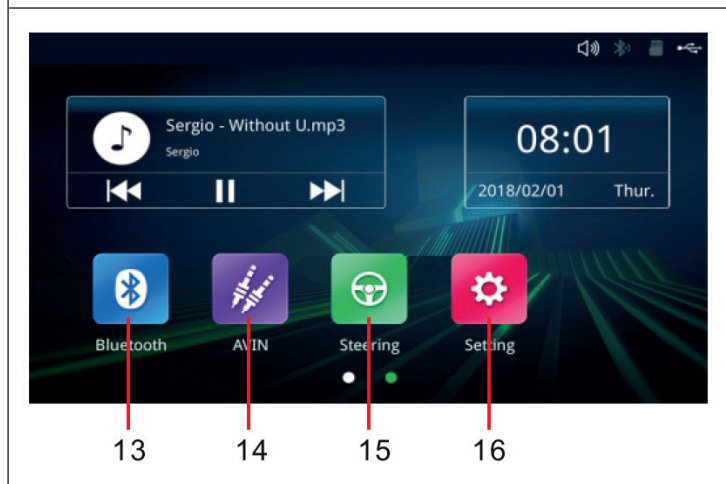 Sergio - Without U.mp3
Sergio
08:01
2018/02/01 Thur.
Bluetooth AVIN Steering Setting
13 14 15 16